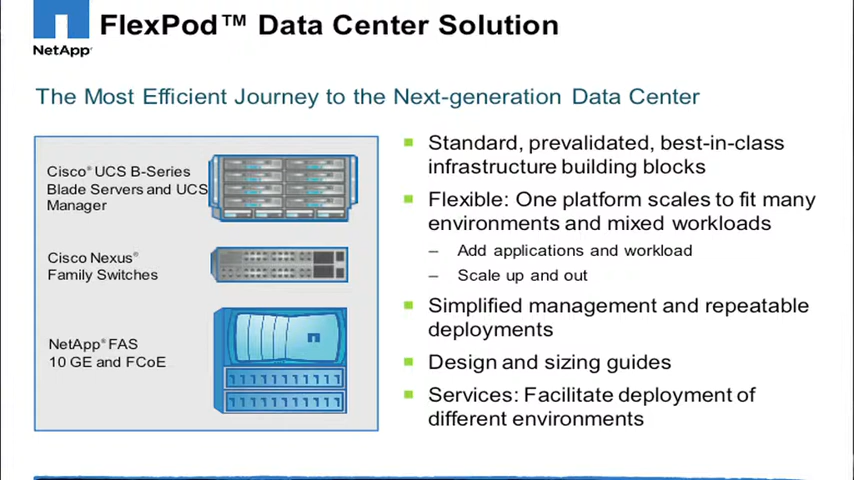 FlexPod™ Data Center Solution
NetApp®
The Most Efficient Journey to the Next-generation Data Center
Cisco® UCS B-Series
Blade Servers and UCS
Manager
Cisco Nexus®
Family Switches
NetApp® FAS
10 GE and FCoE
Standard, prevalidated, best-in-class
infrastructure building blocks
Flexible: One platform scales to fit many
environments and mixed workloads
– Add applications and workload
– Scale up and out
Simplified management and repeatable
deployments
Design and sizing guides
Services: Facilitate deployment of
different environments